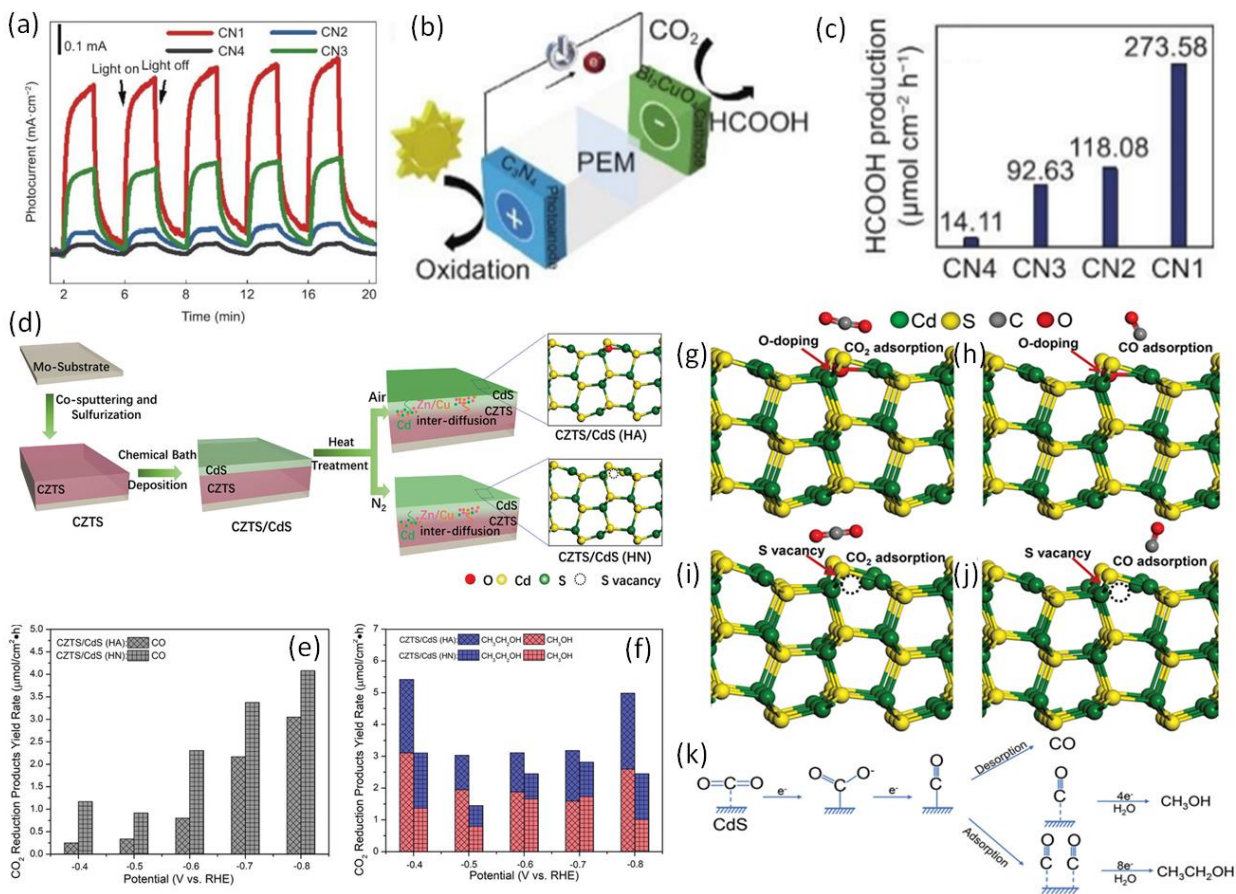 (a)
0.1 mA
CN1
CN2
CN4
CN3
Light on
Light off
Photocurrent (mA·cm⁻²)
2
6
8
12
14
18
20
Time (min)
(b)
CO₂
e
Bi₂CuO₄
Cathode
HCOOH
PEM
C₃N₄
Photoanode
Oxidation
(c)
HCOOH production
(μmol cm⁻² h⁻¹)
14.11
92.63
118.08
273.58
CN4
CN3
CN2
CN1
(d)
Mo-Substrate
Co-sputtering and
Sulfurization
CZTS
CZTS
Chemical Bath
Deposition
CdS
CZTS
CZTS/CdS
Heat
Treatment
Air
N₂
CdS
Zn/Cu
CZTS
Cd
inter-diffusion
CZTS/CdS (HA)
CdS
Zn/Cu
CZTS
Cd
inter-diffusion
CZTS/CdS (HN)
O
Cd
S
S vacancy
(e)
CO₂ Reduction Products Yield Rate (μmol/cm²•h)
5.0
4.5
4.0
3.5
3.0
2.5
2.0
1.5
1.0
0.5
0.0
CZTS/CdS (HA): CO
CZTS/CdS (HN): CO
-0.4
-0.5
-0.6
-0.7
-0.8
Potential (V vs. RHE)
(f)
CO₂ Reduction Products Yield Rate (μmol/cm²•h)
7
6
5
4
3
2
1
0
CZTS/CdS (HA): CH₃CH₂OH CH₃OH
CZTS/CdS (HN): CH₃CH₂OH CH₃OH
-0.4
-0.5
-0.6
-0.7
-0.8
Potential (V vs. RHE)
Cd
S
C
O
(g)
O-doping
CO₂ adsorption
(h)
O-doping
CO adsorption
(i)
S vacancy
CO₂ adsorption
(j)
S vacancy
CO adsorption
(k)
O=C=O
CdS
e⁻
O
C
O⁻
e⁻
O
C
Desorption
CO
Adsorption
O
C
4e⁻
H₂O
CH₃OH
O
C
O
C
8e⁻
H₂O
CH₃CH₂OH